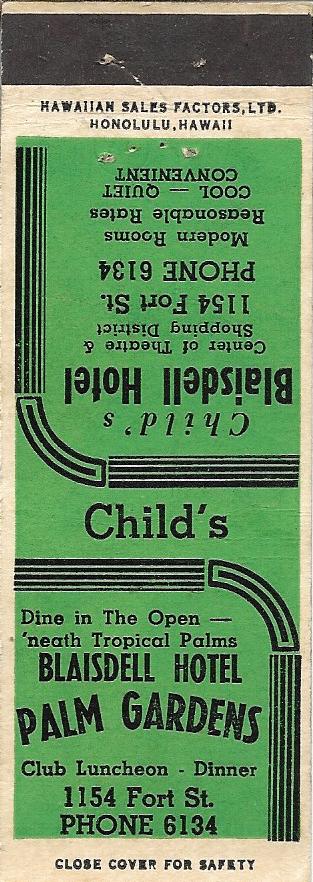 HAWAIIAN SALES FACTORS, LTD.
HONOLULU, HAWAII
Child's
Blaisdell Hotel
Center of Theatre &
Shopping District
1154 Fort St.
PHONE 6134
Modern Rooms
Reasonable Rates
COOL — QUIET
CONVENIENT
Child's
Dine in The Open —
'neath Tropical Palms
BLAISDELL HOTEL
PALM GARDENS
Club Luncheon - Dinner
1154 Fort St.
PHONE 6134
CLOSE COVER FOR SAFETY